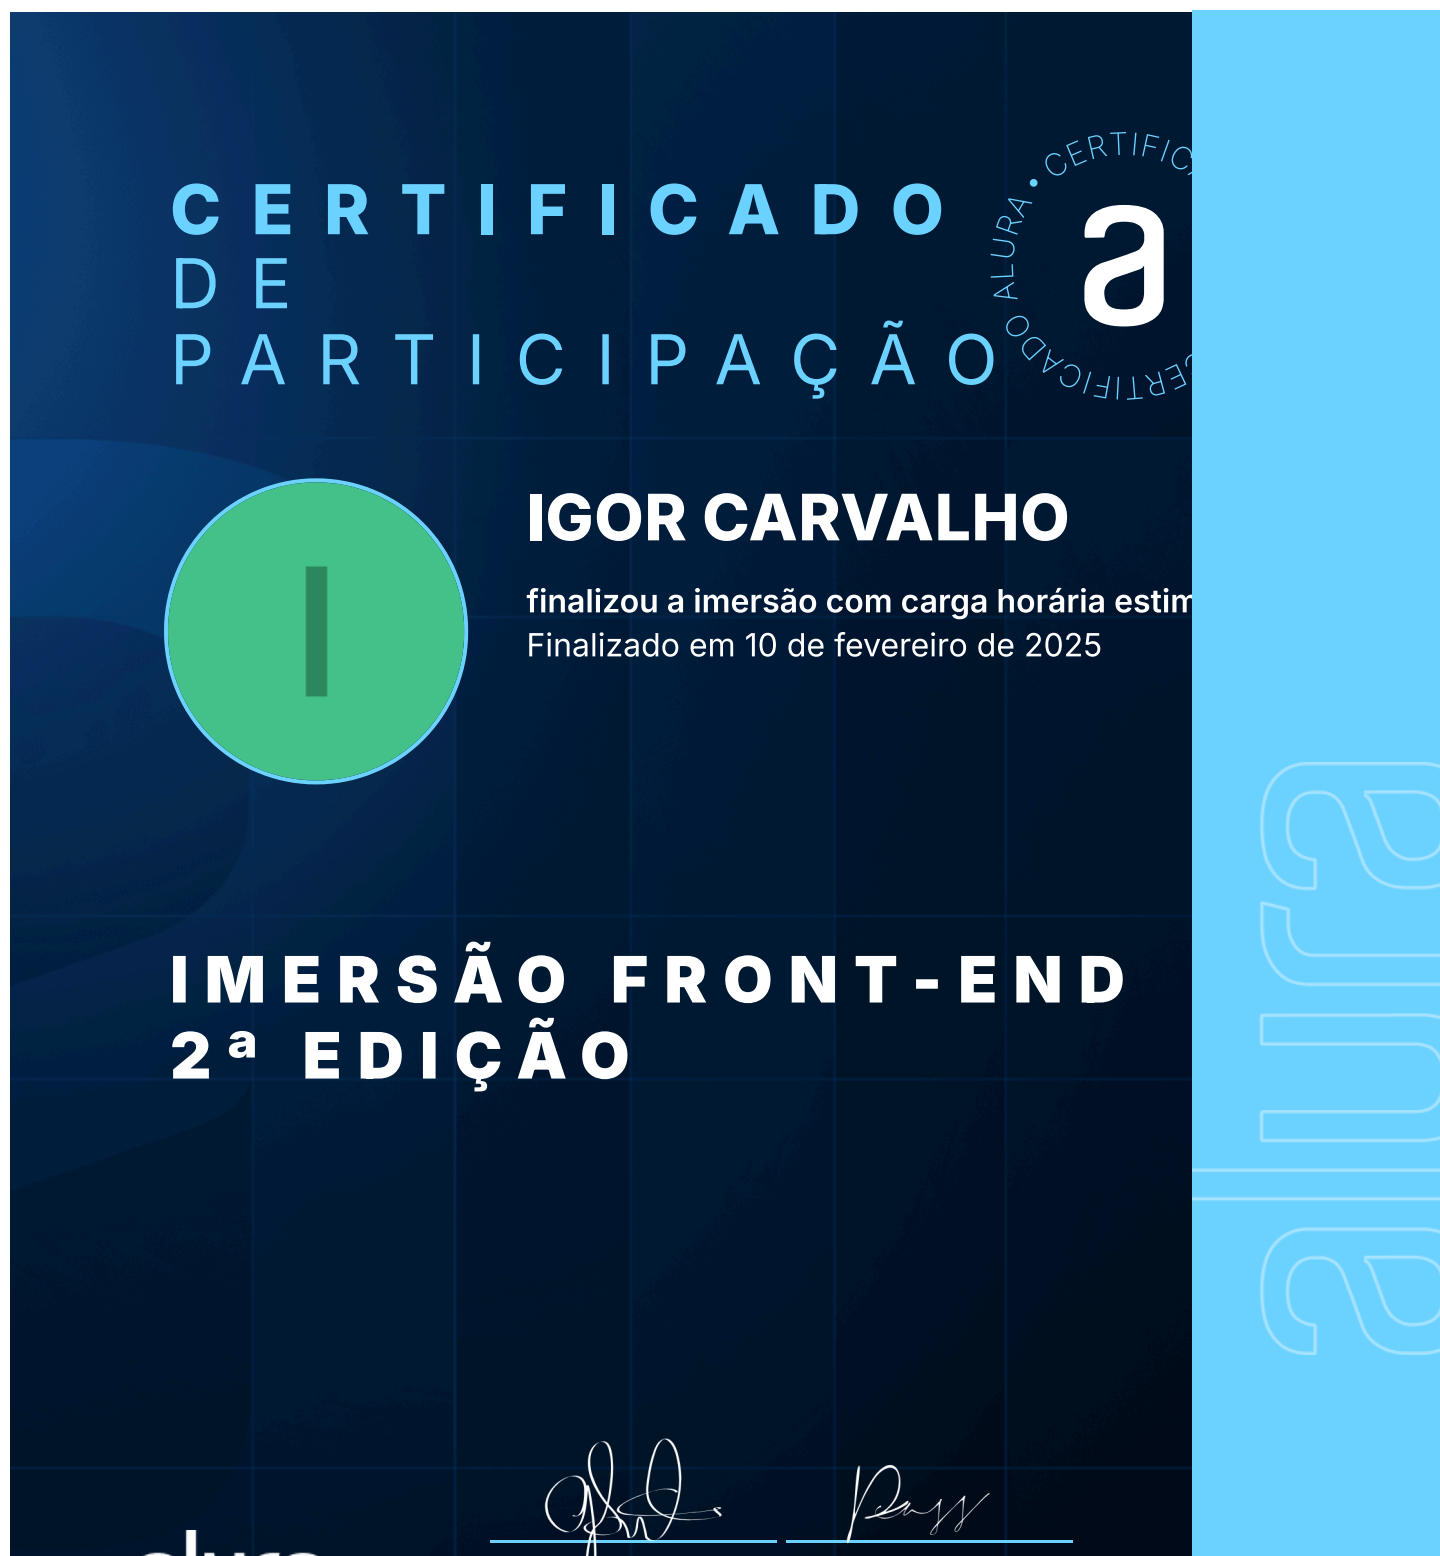 CERTIFICADO
DE
PARTICIPAÇÃO
CERTIFICADO ALURA •
a
I
IGOR CARVALHO
finalizou a imersão com carga horária
Finalizado em 10 de fevereiro de 2025
IMERSÃO FRONT-END
2ª EDIÇÃO
alura
alura